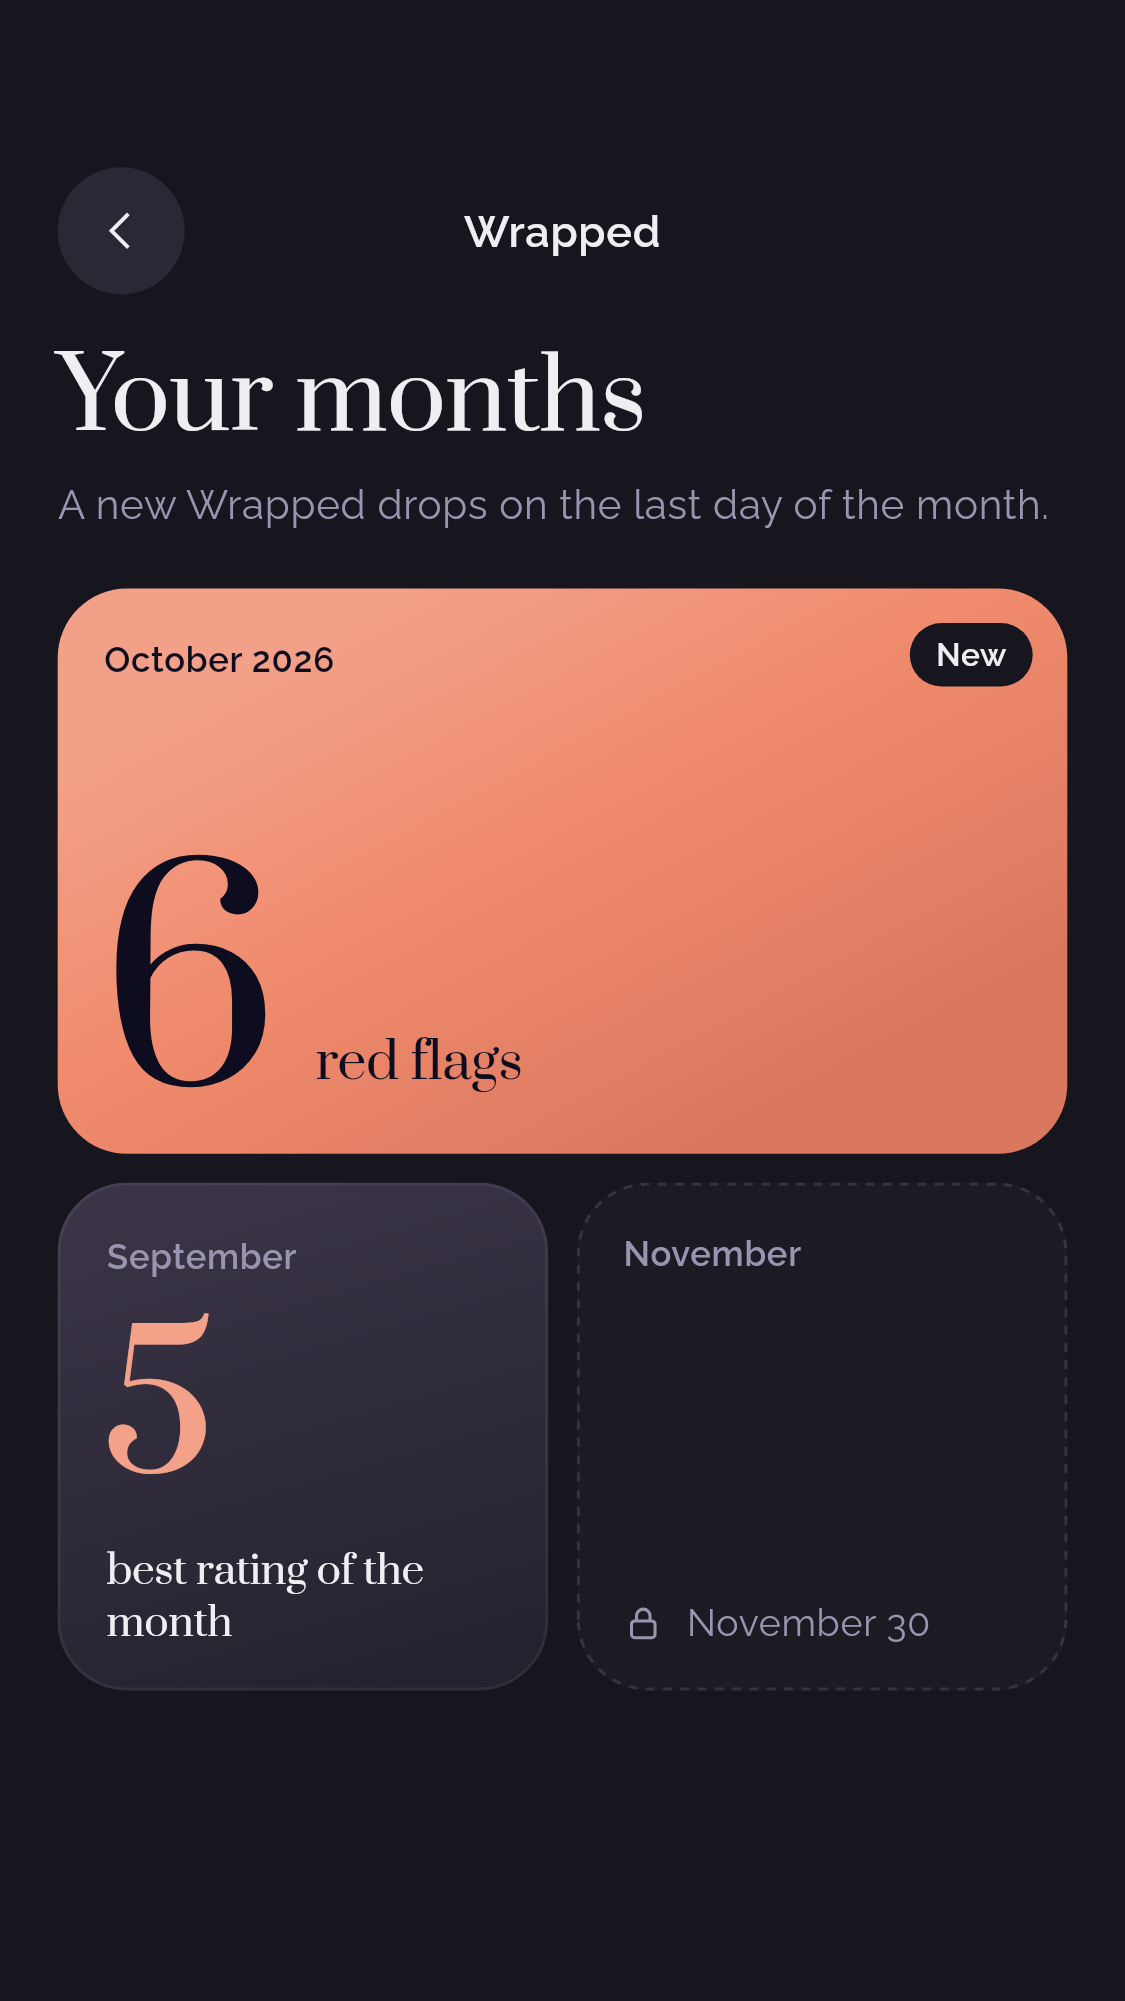 Wrapped
Your months
A new Wrapped drops on the last day of the month.
October 2026
New
6 red flags
September
5
best rating of the
month
November
November 30